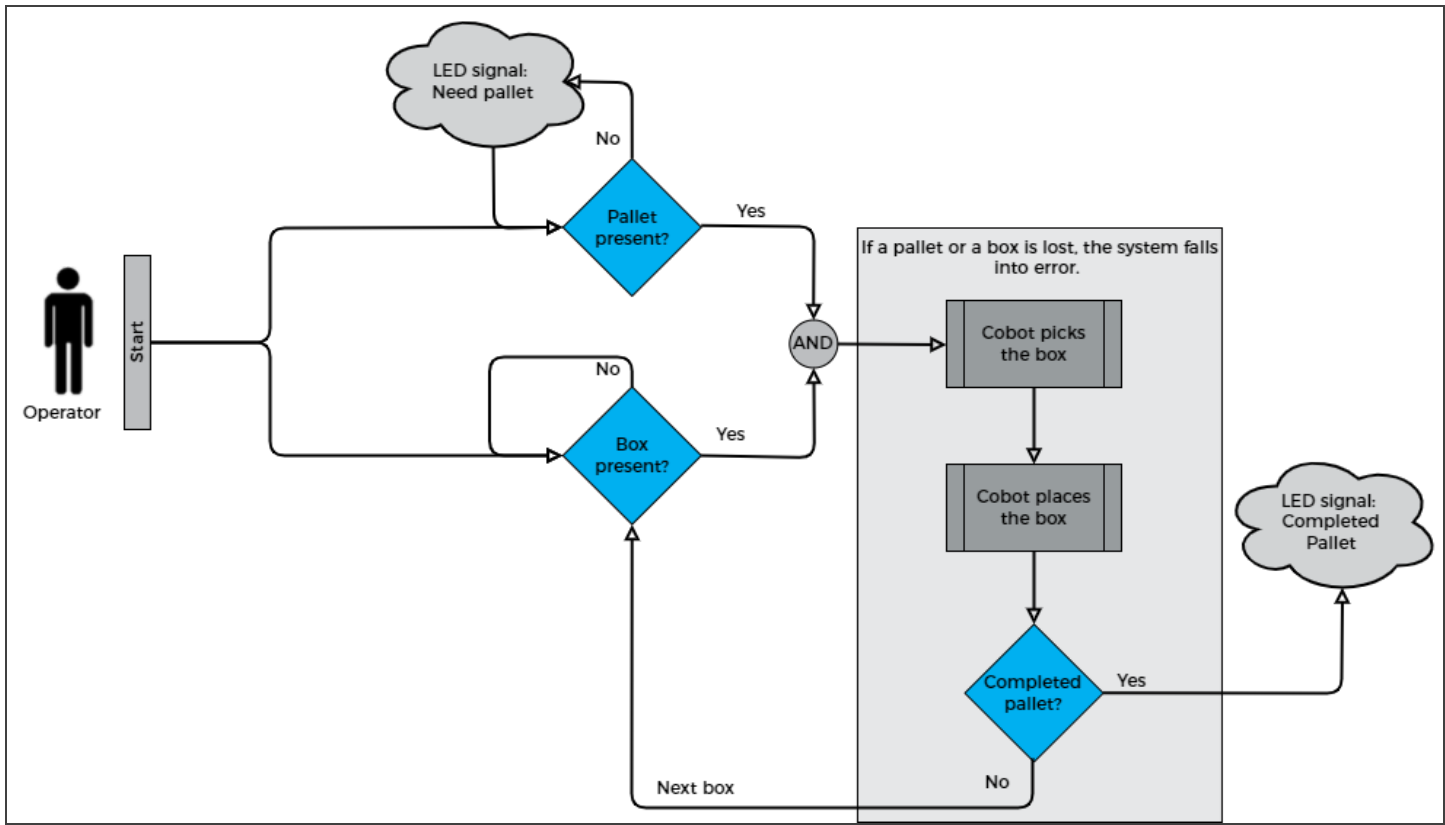 LED signal:
Need pallet
No
Pallet
present?
Yes
If a pallet or a box is lost, the system falls
into error.
Start
Operator
AND
Cobot picks
the box
No
Box
present?
Yes
Cobot places
the box
LED signal:
Completed
Pallet
Completed
pallet?
Yes
No
Next box